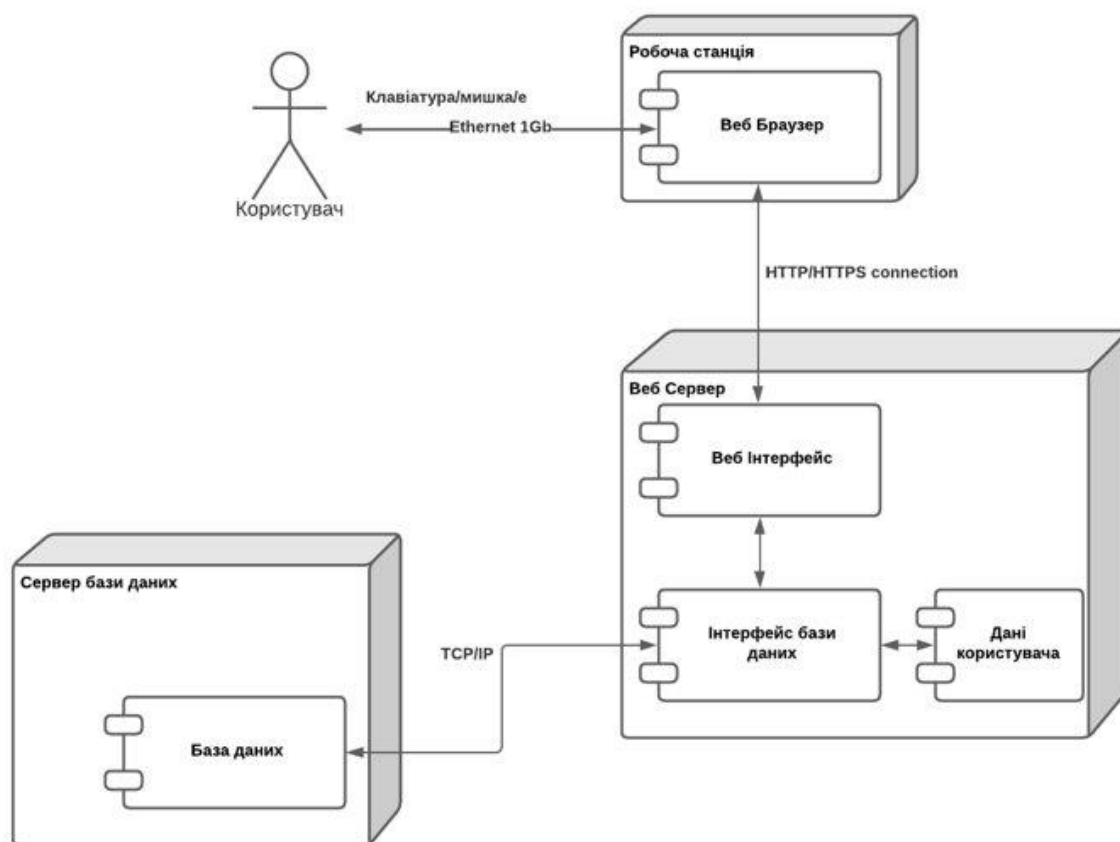 Робоча станція
Клавіатура/мишка/е
Ethernet 1Gb
Веб Браузер
Користувач
HTTP/HTTPS connection
Веб Сервер
Веб Інтерфейс
Сервер бази даних
TCP/IP
Інтерфейс бази
даних
Дані
користувача
База даних